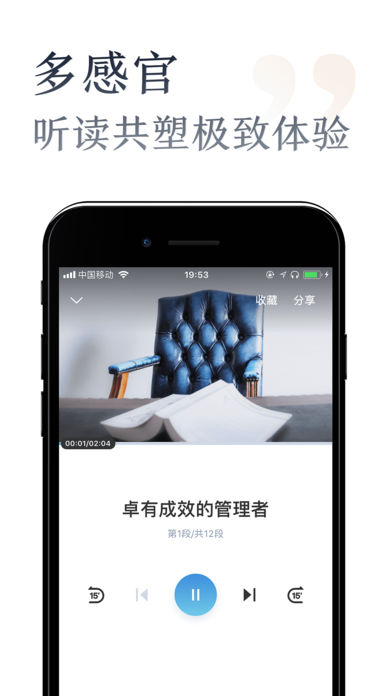 多感官
听读共塑极致体验
中国移动 19:53
收藏 分享
00:01/02:04
卓有成效的管理者
第1段/共12段
15' 15'